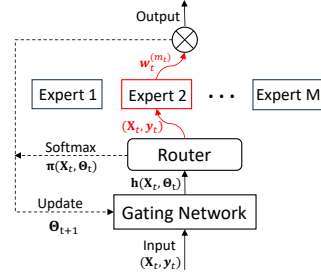 Output
w_t^{(m_t)}
Expert 1
Expert 2
• • •
Expert M
(X_t, y_t)
Softmax
Router
π(X_t, Θ_t)
h(X_t, Θ_t)
Update
Gating Network
Θ_{t+1}
Input
(X_t, y_t)